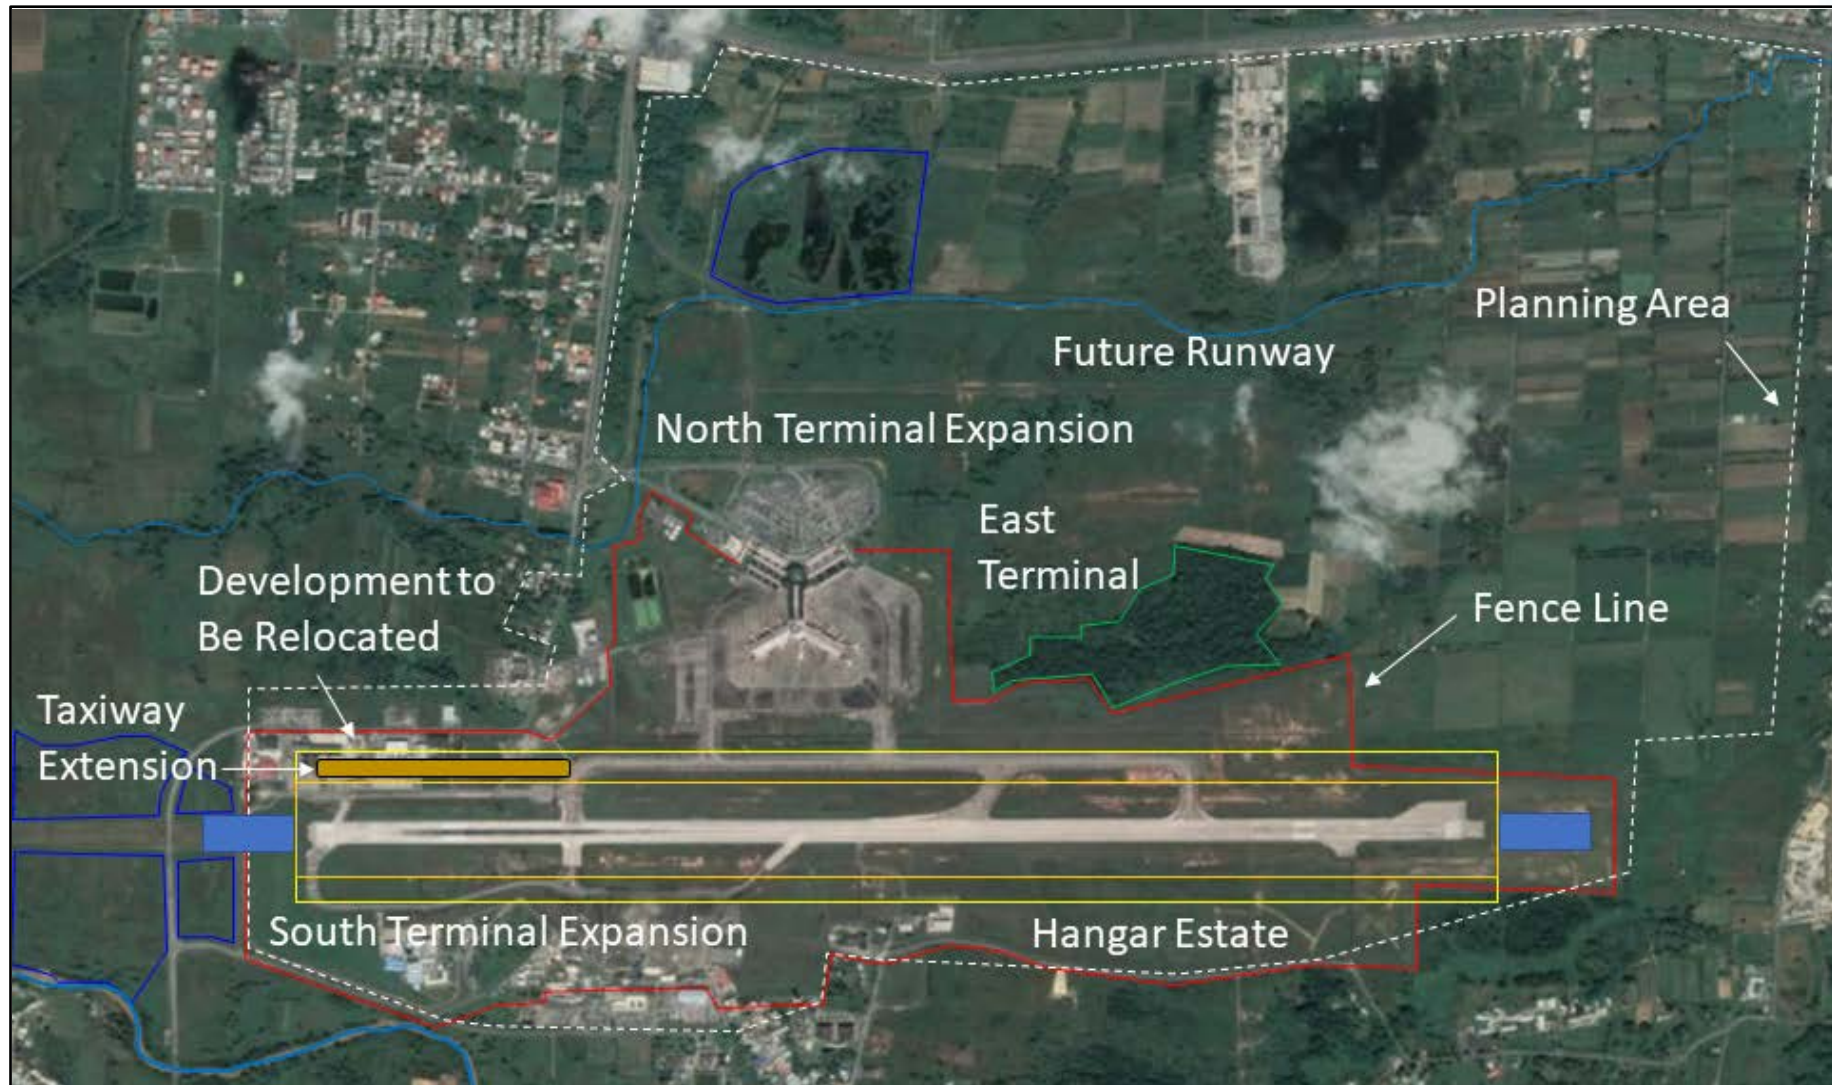 Planning Area
Future Runway
North Terminal Expansion
East
Terminal
Development to
Be Relocated
Fence Line
Taxiway
Extension
South Terminal Expansion
Hangar Estate